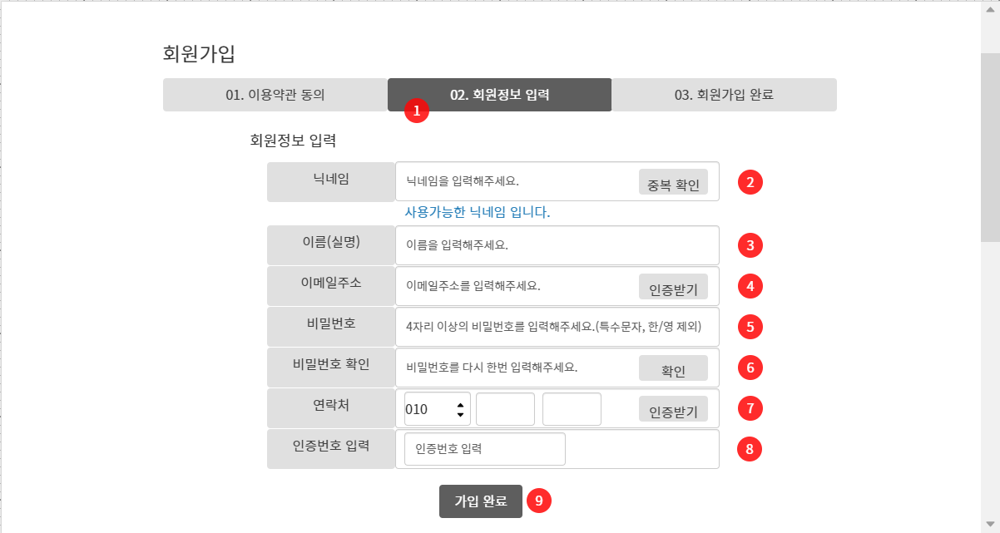 회원가입
01. 이용약관 동의 02. 회원정보 입력 03. 회원가입 완료
1
회원정보 입력
닉네임 닉네임을 입력해주세요. 중복 확인 2
사용가능한 닉네임 입니다.
이름(실명) 이름을 입력해주세요. 3
이메일주소 이메일주소를 입력해주세요. 인증받기 4
비밀번호 4자리 이상의 비밀번호를 입력해주세요.(특수문자, 한/영 제외) 5
비밀번호 확인 비밀번호를 다시 한번 입력해주세요. 확인 6
연락처 010 인증받기 7
인증번호 입력 인증번호 입력 8
가입 완료 9